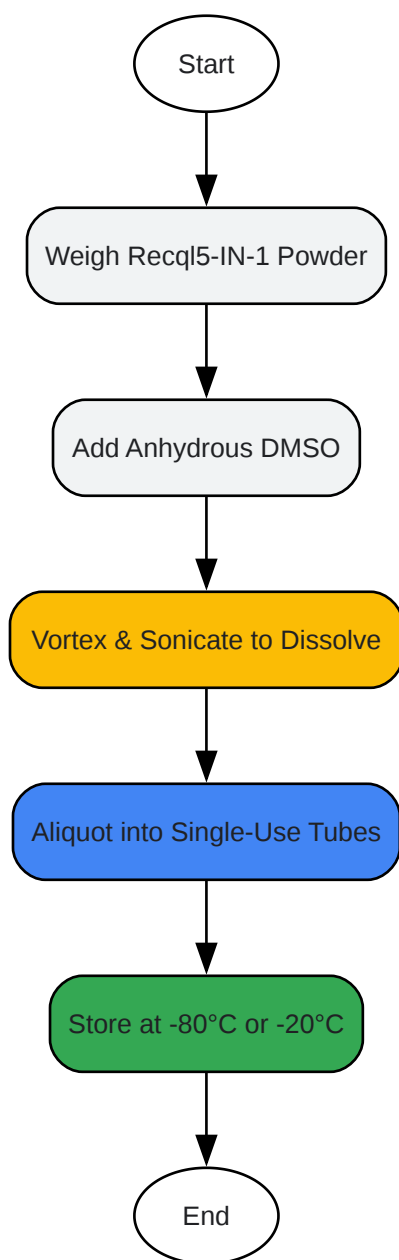 Start
Weigh Recql5-IN-1 Powder
Add Anhydrous DMSO
Vortex & Sonicate to Dissolve
Aliquot into Single-Use Tubes
Store at -80°C or -20°C
End